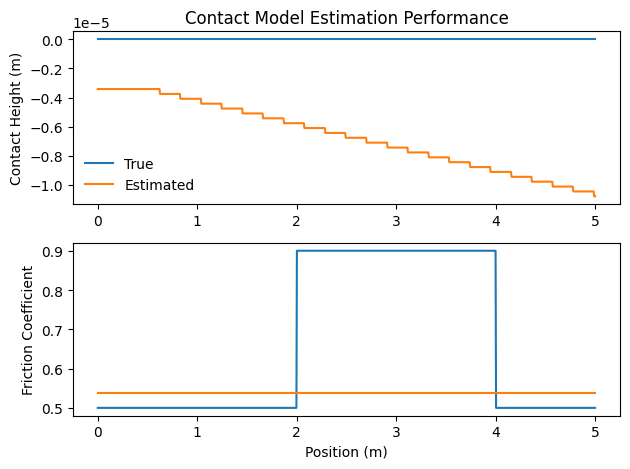 Contact Model Estimation Performance
1e−5
Contact Height (m)
0.0
−0.2
−0.4
−0.6
−0.8
−1.0
True
Estimated
0 1 2 3 4 5
Friction Coefficient
0.9
0.8
0.7
0.6
0.5
0 1 2 3 4 5
Position (m)